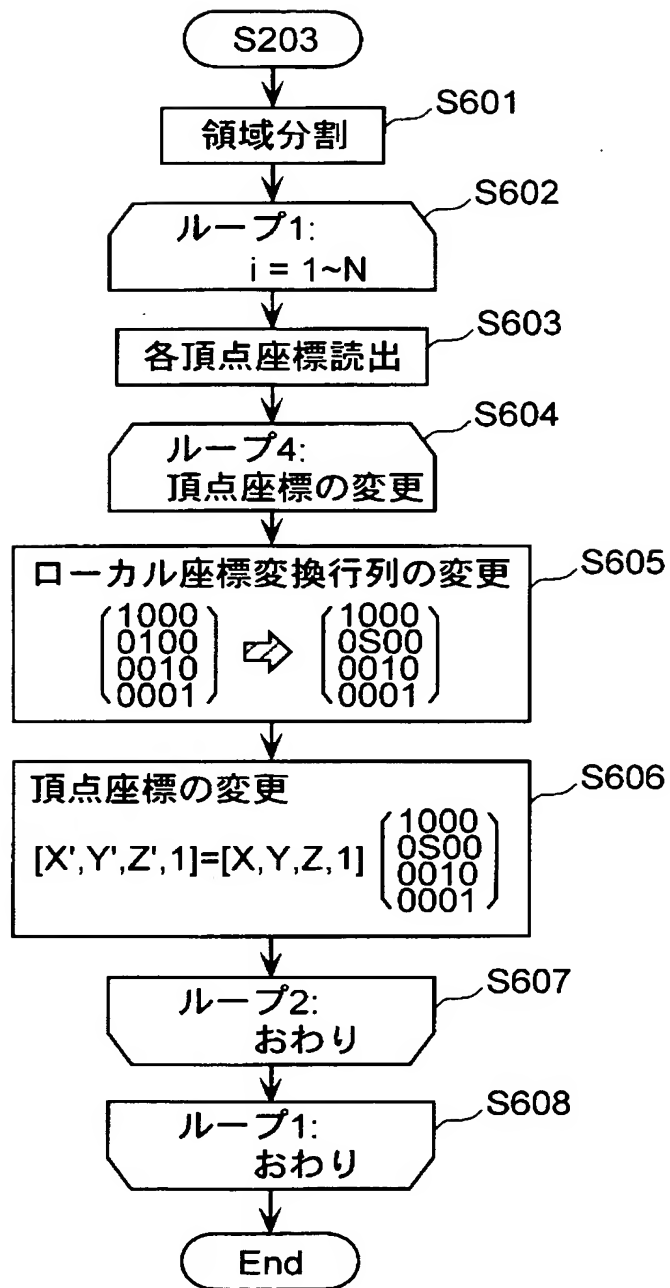 S203
S601
領域分割
S602
ループ1:
i = 1~N
S603
各頂点座標読出
S604
ループ4:
頂点座標の変更
S605
ローカル座標変換行列の変更
1000 1000
0100 0S00
0010 0010
0001 0001
S606
頂点座標の変更
1000
0S00
[X',Y',Z',1]=[X,Y,Z,1]
0010
0001
S607
ループ2:
おわり
S608
ループ1:
おわり
End